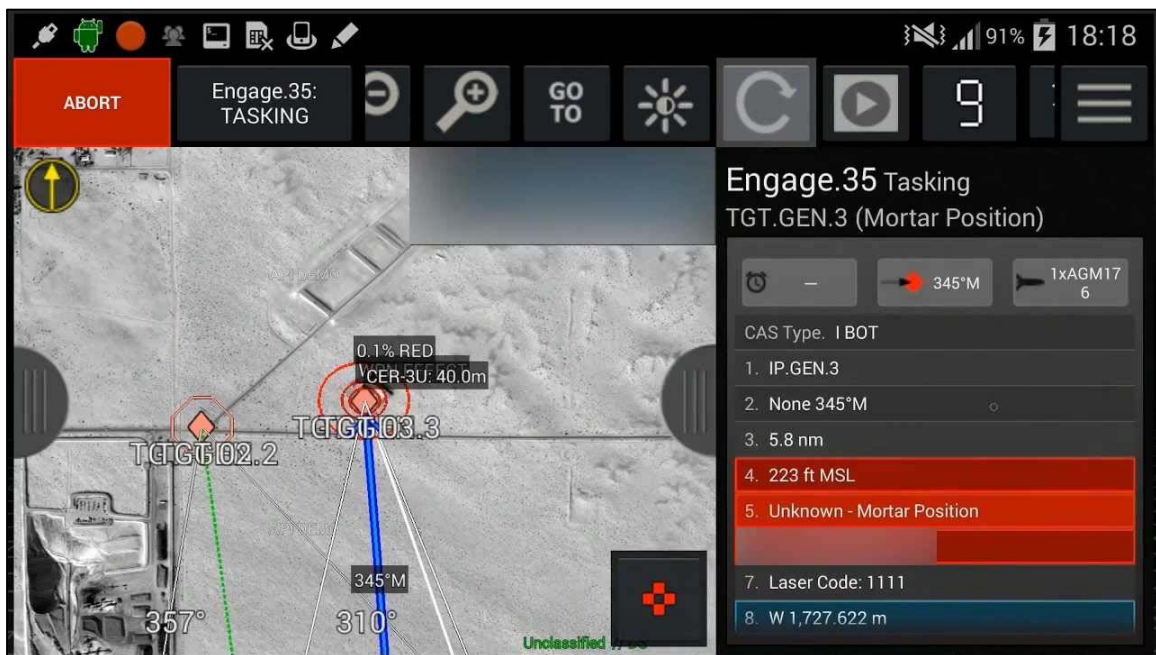 91% 18:18
ABORT
Engage.35:
TASKING
GO
TO
9
Engage.35 Tasking
TGT.GEN.3 (Mortar Position)
–
345°M
1xAGM17
6
CAS Type. I BOT
1. IP.GEN.3
2. None 345°M
3. 5.8 nm
4. 223 ft MSL
5. Unknown - Mortar Position
7. Laser Code: 1111
8. W 1,727.622 m
0.1% RED
CER-3U: 40.0m
345°M
357°
310°
Unclassified